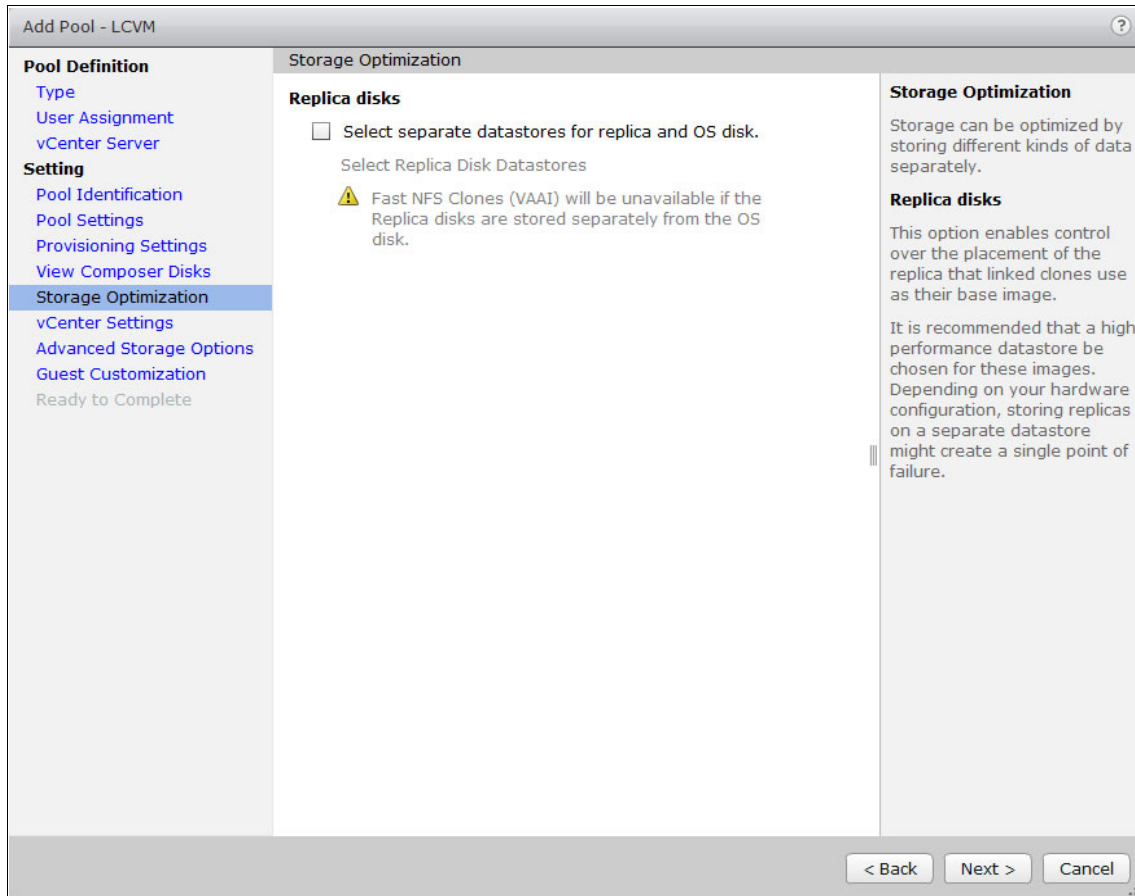 Add Pool - LCVM
?
Pool Definition
Type
User Assignment
vCenter Server
Setting
Pool Identification
Pool Settings
Provisioning Settings
View Composer Disks
Storage Optimization
vCenter Settings
Advanced Storage Options
Guest Customization
Ready to Complete
Storage Optimization
Replica disks
Select separate datastores for replica and OS disk.
Select Replica Disk Datastores
Fast NFS Clones (VAAI) will be unavailable if the
Replica disks are stored separately from the OS
disk.
Storage Optimization
Storage can be optimized by
storing different kinds of data
separately.
Replica disks
This option enables control
over the placement of the
replica that linked clones use
as their base image.
It is recommended that a high
performance datastore be
chosen for these images.
Depending on your hardware
configuration, storing replicas
on a separate datastore
might create a single point of
failure.
< Back
Next >
Cancel